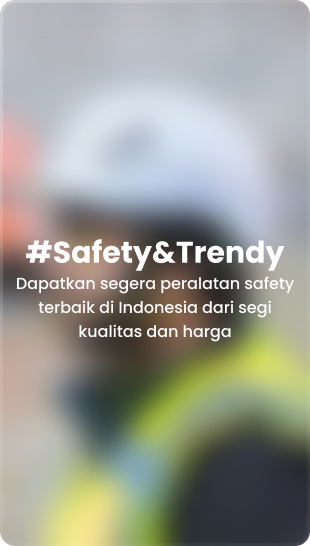 #Safety&Trendy
Dapatkan segera peralatan safety
terbaik di Indonesia dari segi
kualitas dan harga